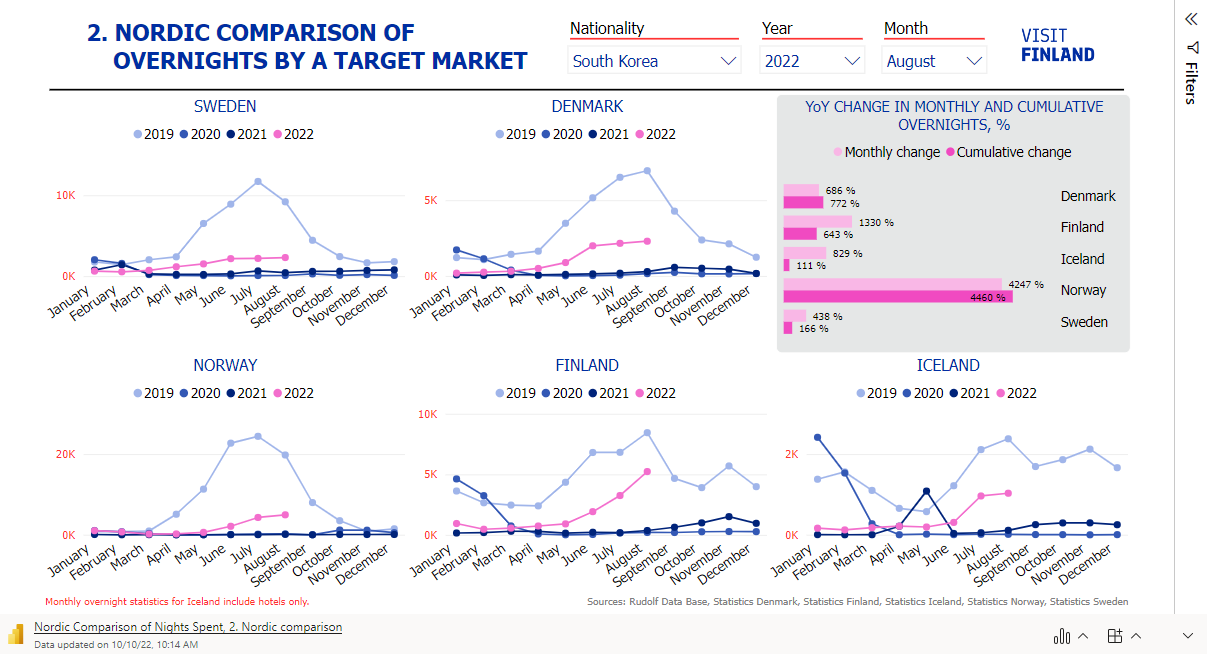 2. NORDIC COMPARISON OF
OVERNIGHTS BY A TARGET MARKET
Nationality
South Korea
Year
2022
Month
August
VISIT
FINLAND
Filters
SWEDEN
2019 2020 2021 2022
10K
0K
January February March April May June July August September October November December
DENMARK
2019 2020 2021 2022
5K
0K
January February March April May June July August September October November December
YoY CHANGE IN MONTHLY AND CUMULATIVE
OVERNIGHTS, %
Monthly change Cumulative change
686 %
772 %
Denmark
1330 %
643 %
Finland
829 %
111 %
Iceland
4247 %
4460 %
Norway
438 %
166 %
Sweden
NORWAY
2019 2020 2021 2022
20K
0K
January February March April May June July August September October November December
FINLAND
2019 2020 2021 2022
10K
5K
0K
January February March April May June July August September October November December
ICELAND
2019 2020 2021 2022
2K
0K
January February March April May June July August September October November December
Monthly overnight statistics for Iceland include hotels only.
Sources: Rudolf Data Base, Statistics Denmark, Statistics Finland, Statistics Iceland, Statistics Norway, Statistics Sweden
Nordic Comparison of Nights Spent, 2. Nordic comparison
Data updated on 10/10/22, 10:14 AM